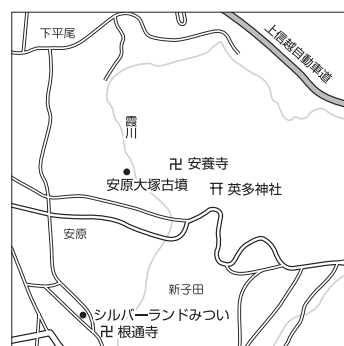 下平尾
上信越自動車道
霞川
安養寺
安原大塚古墳
英多神社
安原
新子田
シルバーランドみつい
根通寺